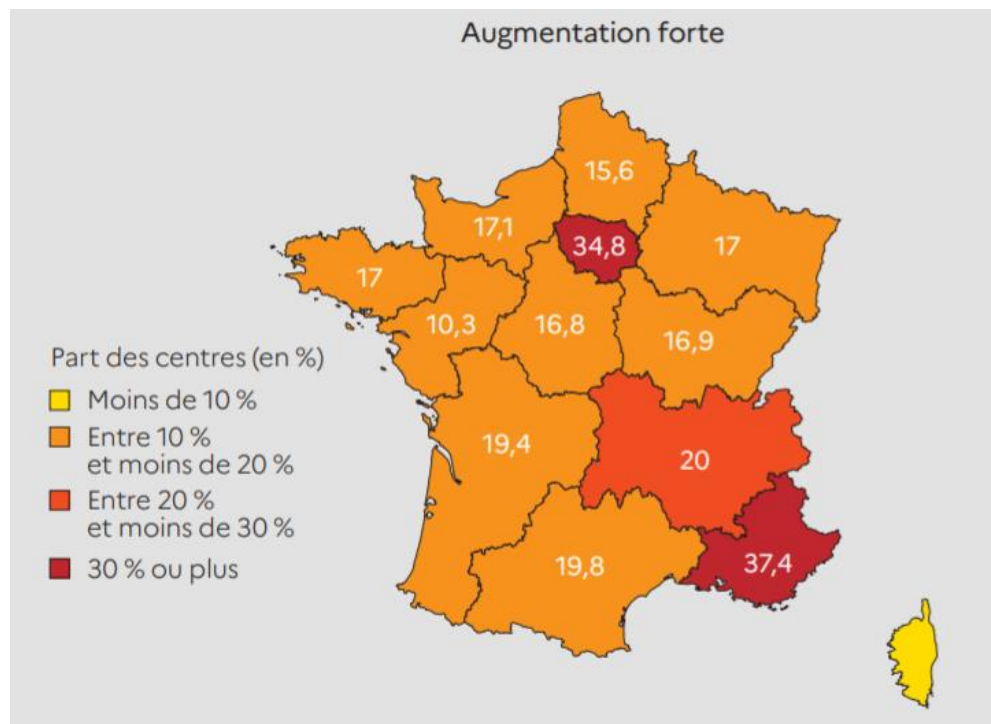 Augmentation forte
15,6
17,1
34,8
17
17
10,3
16,8
16,9
Part des centres (en %)
Moins de 10 %
Entre 10 %
et moins de 20 %
Entre 20 %
et moins de 30 %
30 % ou plus
19,4
20
19,8
37,4